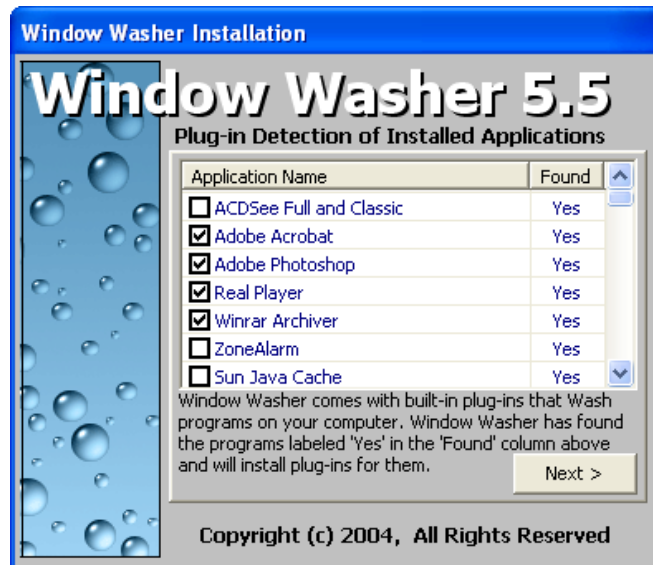 Window Washer Installation
Window Washer 5.5
Plug-in Detection of Installed Applications
Application Name Found
ACDSee Full and Classic Yes
Adobe Acrobat Yes
Adobe Photoshop Yes
Real Player Yes
Winrar Archiver Yes
ZoneAlarm Yes
Sun Java Cache Yes
Window Washer comes with built-in plug-ins that Wash
programs on your computer. Window Washer has found
the programs labeled 'Yes' in the 'Found' column above
and will install plug-ins for them.
Next >
Copyright (c) 2004, All Rights Reserved